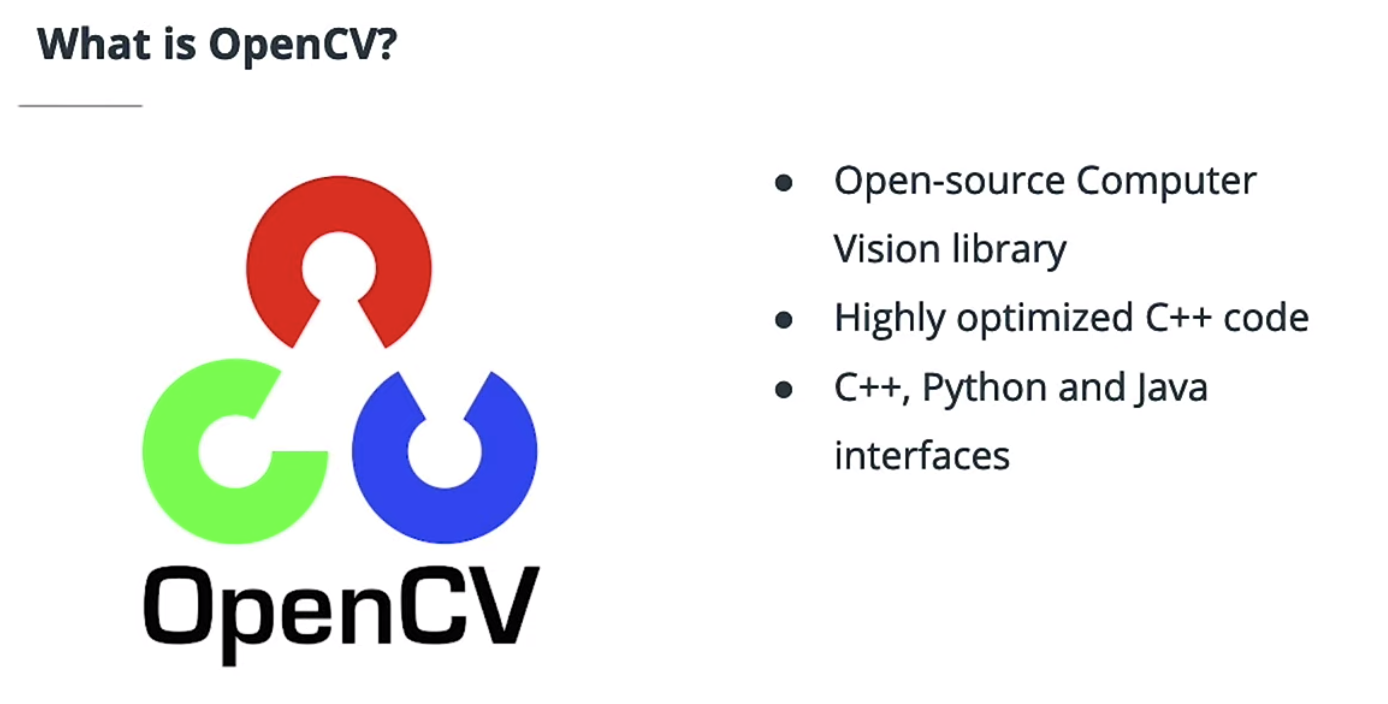 What is OpenCV?
● Open-source Computer
Vision library
● Highly optimized C++ code
● C++, Python and Java
interfaces
OpenCV